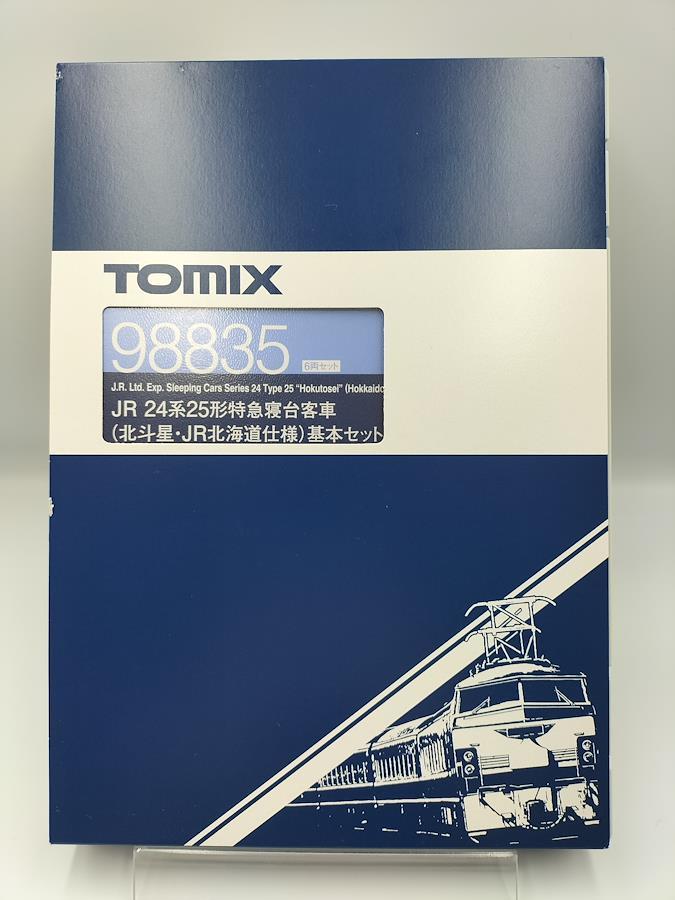 TOMIX
98835 6両セット
J.R. Ltd. Exp. Sleeping Cars Series 24 Type 25 "Hokutosei" (Hokkaido
JR 24系25形特急寝台客車
(北斗星・JR北海道仕様)基本セット